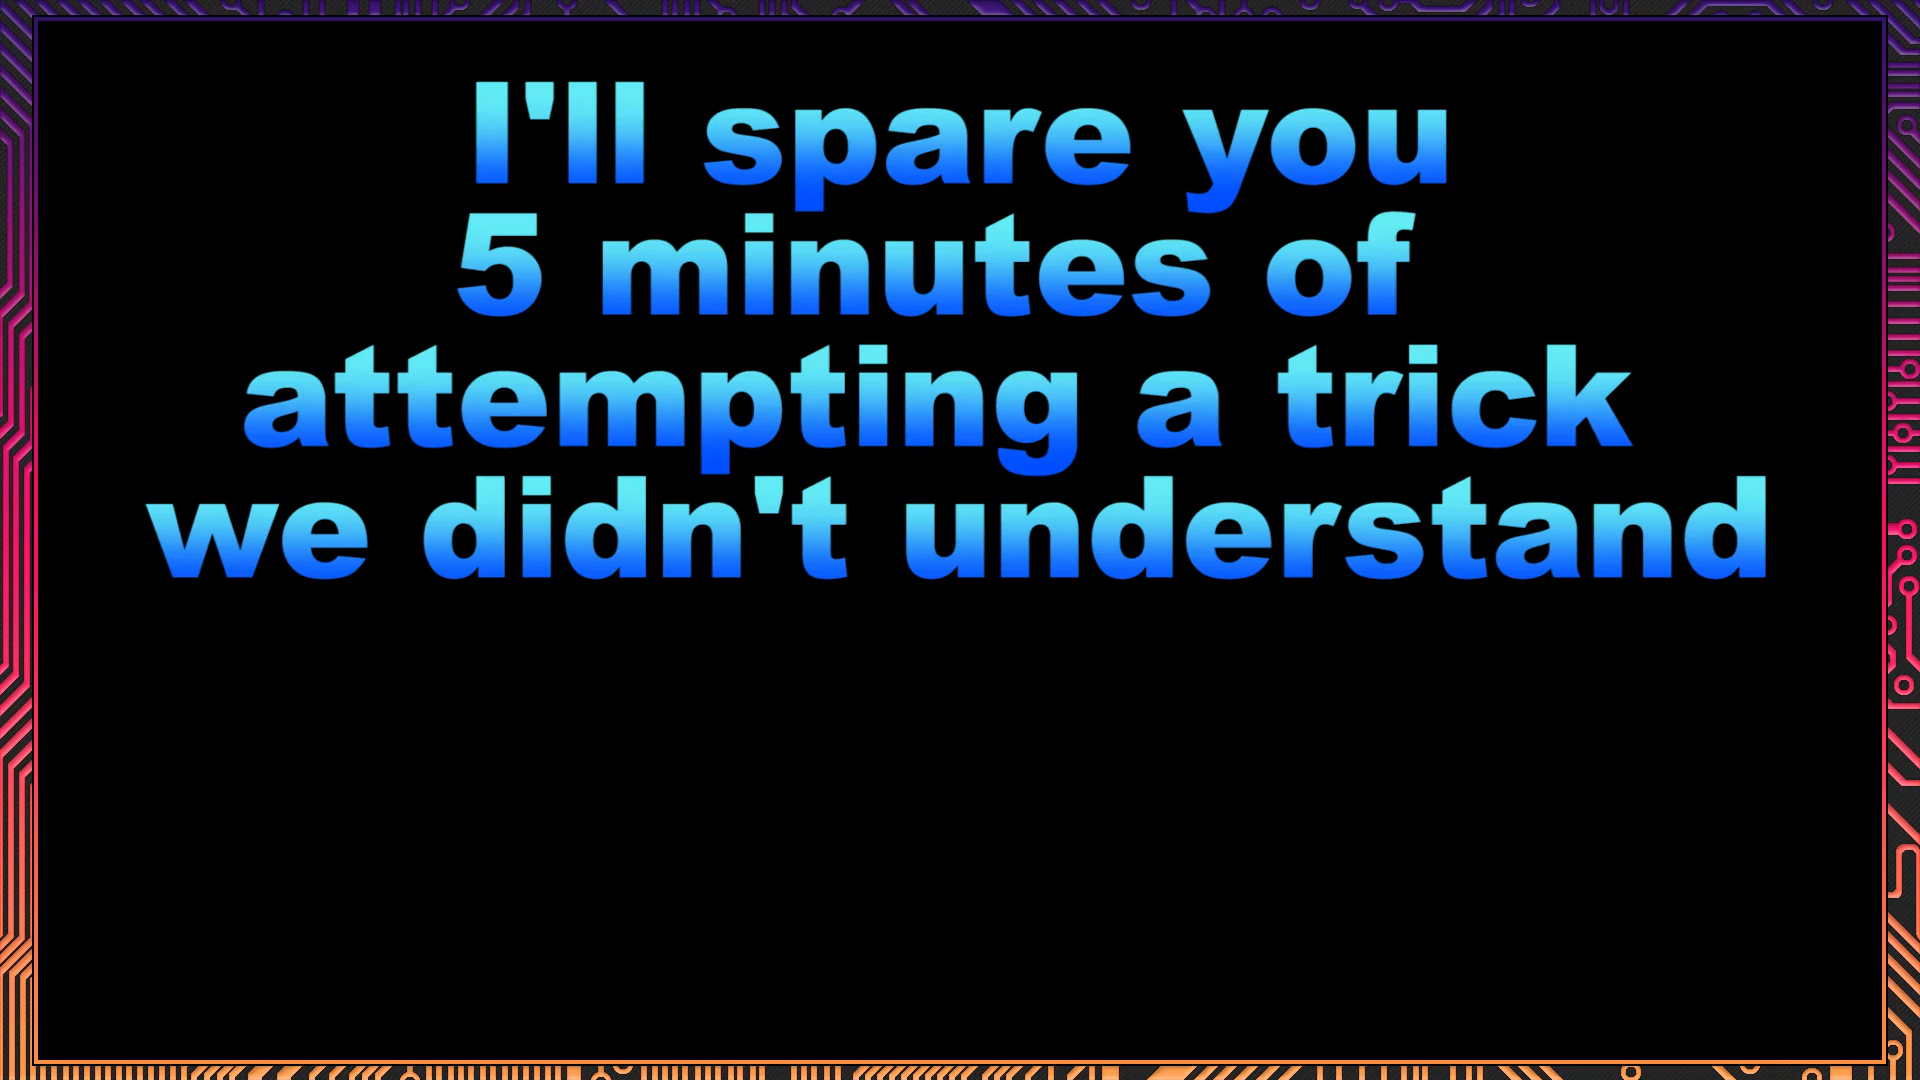 I'll spare you
5 minutes of
attempting a trick
we didn't understand